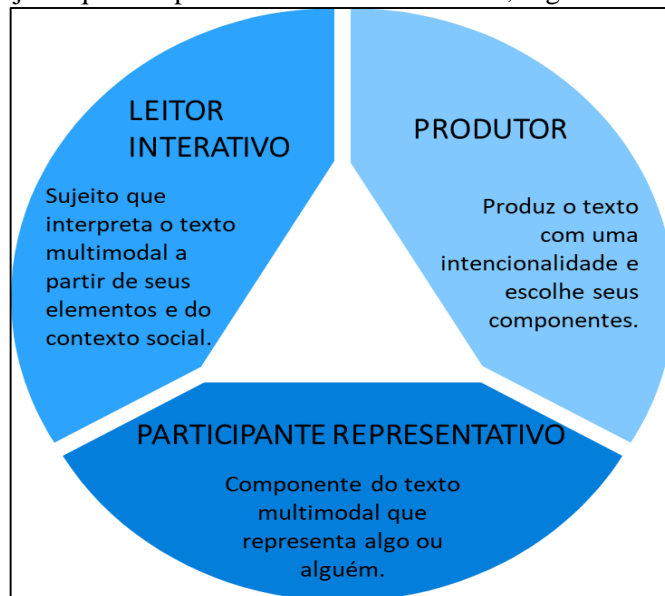 LEITOR
INTERATIVO
Sujeito que
interpreta o texto
multimodal a
partir de seus
elementos e do
contexto social.
PRODUTOR
Produz o texto
com uma
intencionalidade e
escolhe seus
componentes.
PARTICIPANTE REPRESENTATIVO
Componente do texto
multimodal que
representa algo ou
alguém.